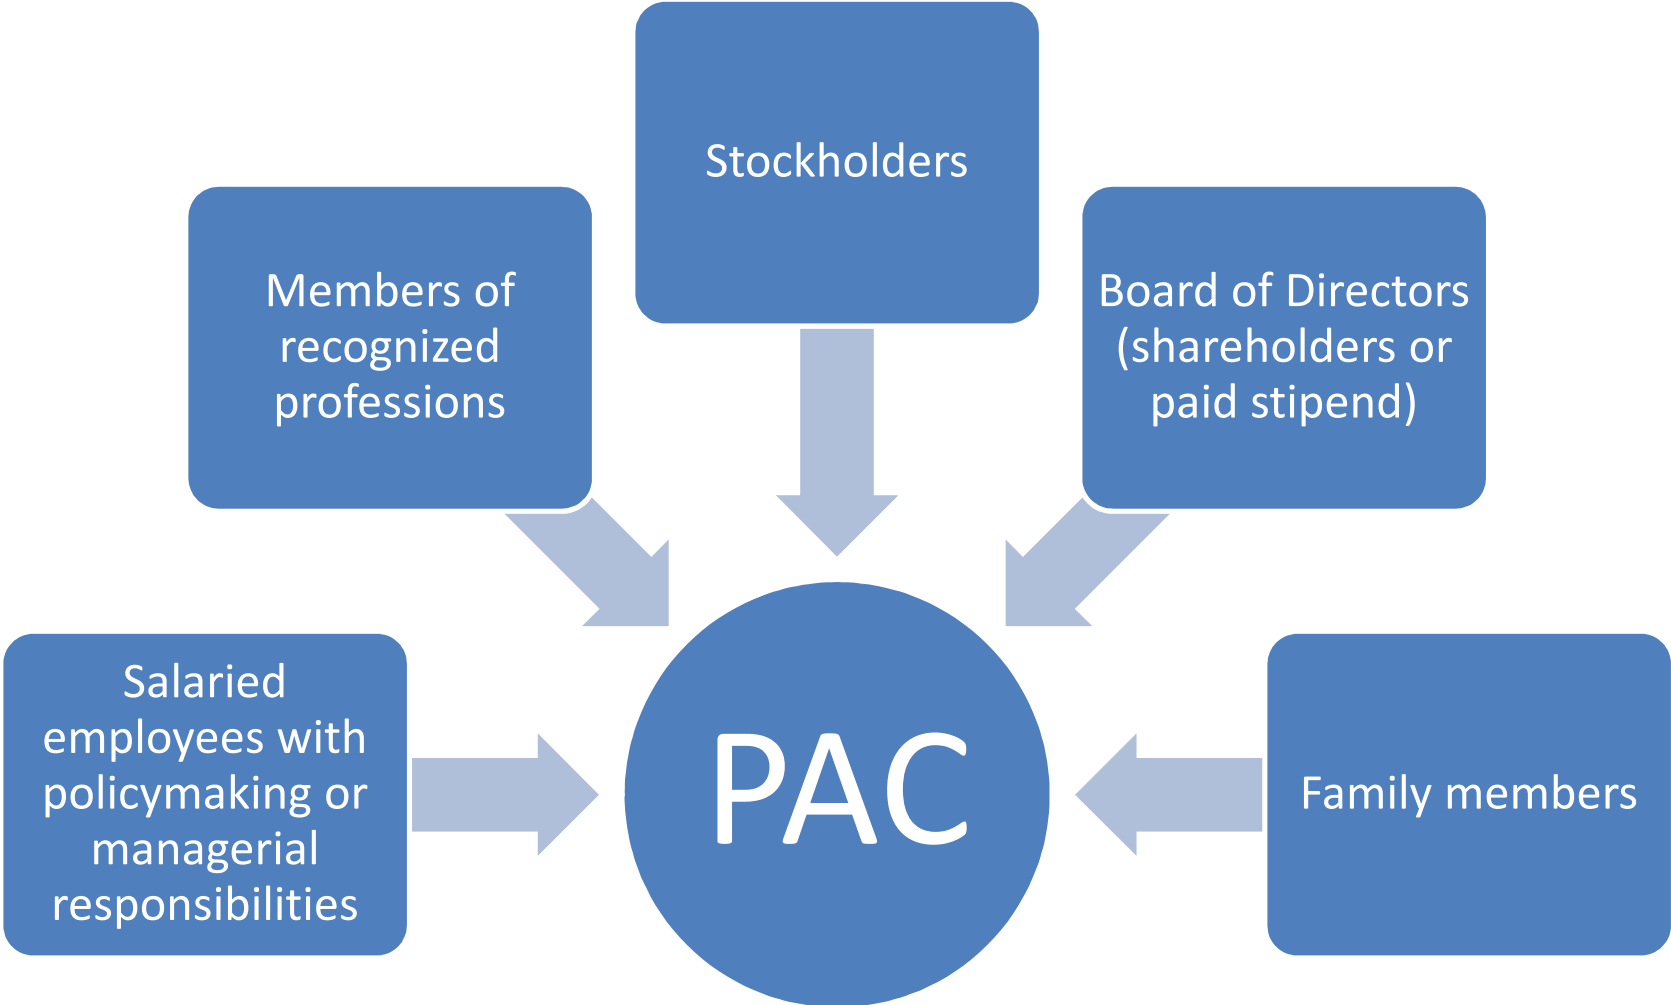 Stockholders
Members of
recognized
professions
Board of Directors
(shareholders or
paid stipend)
Salaried
employees with
policymaking or
managerial
responsibilities
PAC
Family members